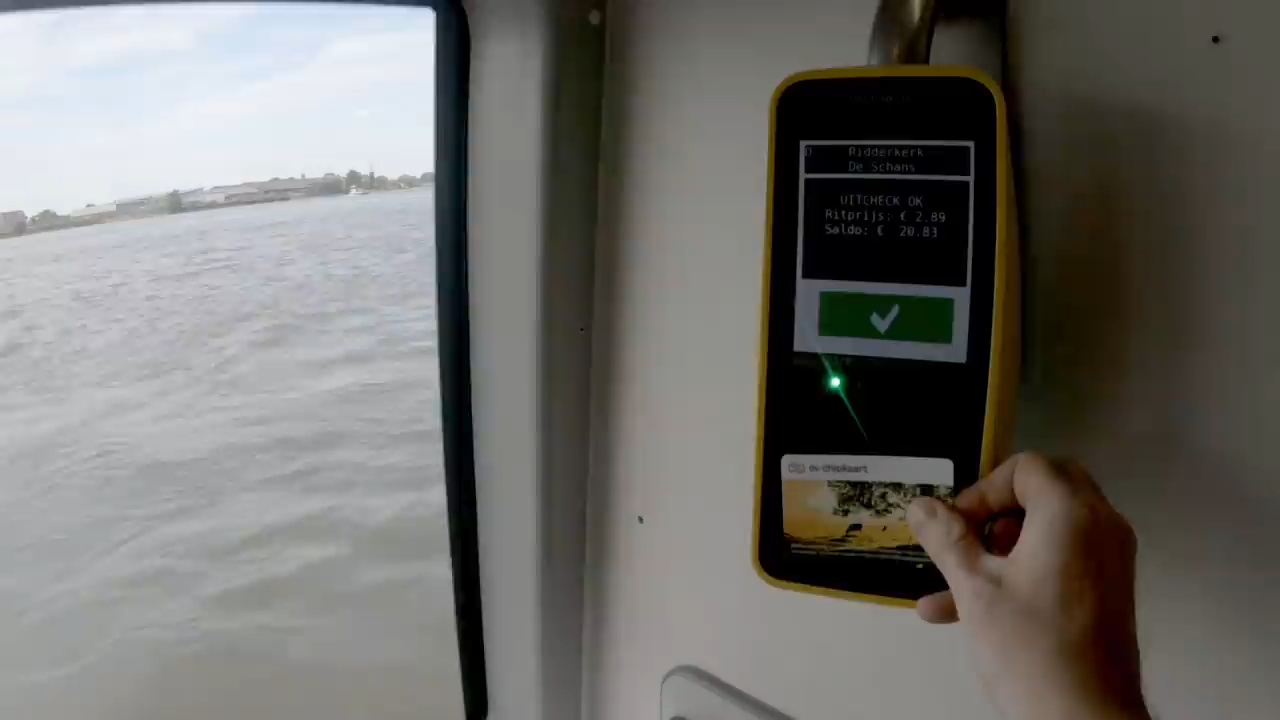 Ridderkerk
De Schans
UITCHECK OK
Ritprijs: € 2.89
Saldo: € 20.83
ov-chipkaart